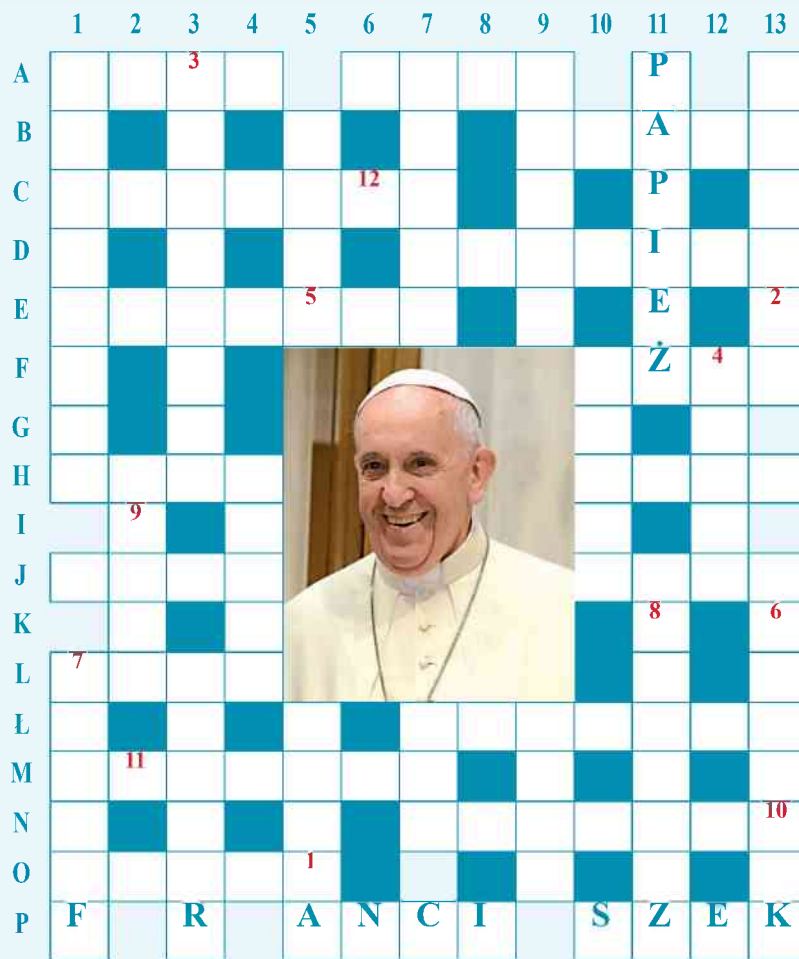 1 2 3 4 5 6 7 8 9 10 11 12 13
A 3 P
B A
C 12 P
D I
E 5 E 2
F Ż 4
G
H
I 9
J
K 8 6
L 7
Ł
M 11
N 10
O 1
P F R A N C I S Z E K